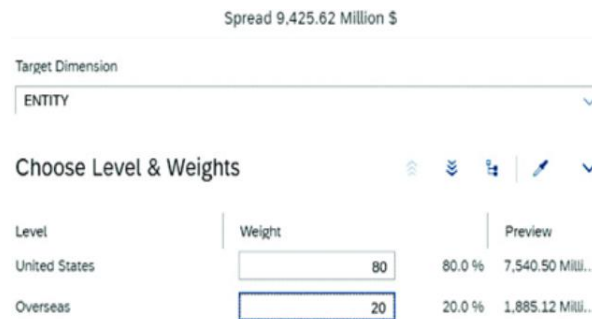 Spread 9,425.62 Million $
Target Dimension
ENTITY
Choose Level & Weights
Level Weight Preview
United States 80 80.0 % 7,540.50 Milli...
Overseas 20 20.0 % 1,885.12 Milli...